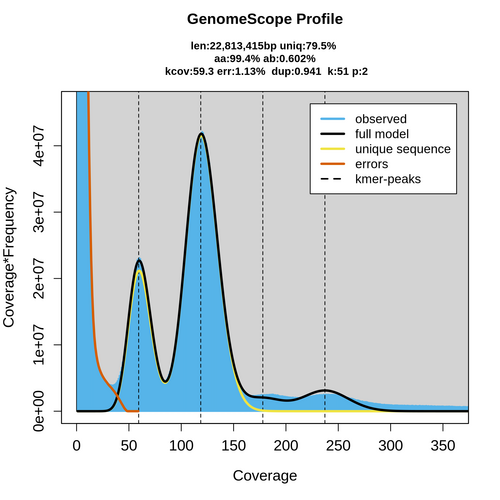 GenomeScope Profile
len:22,813,415bp uniq:79.5%
aa:99.4% ab:0.602%
kcov:59.3 err:1.13% dup:0.941 k:51 p:2
observed
full model
unique sequence
errors
kmer-peaks
Coverage*Frequency
4e+07
3e+07
2e+07
1e+07
0e+00
0 50 100 150 200 250 300 350
Coverage